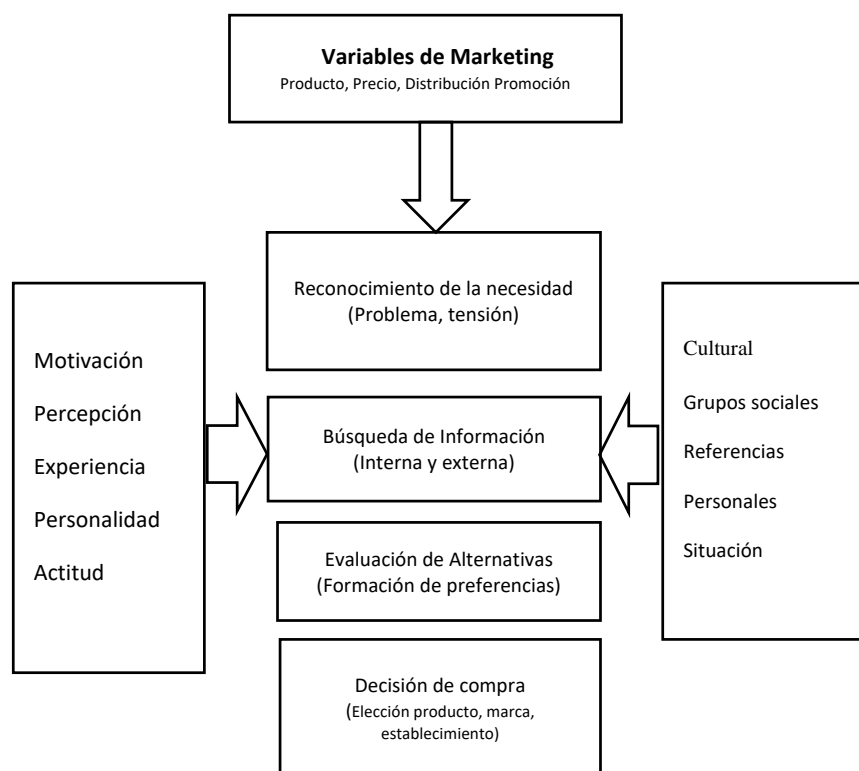 Variables de Marketing
Producto, Precio, Distribución Promoción
Reconocimiento de la necesidad
(Problema, tensión)
Motivación
Percepción
Experiencia
Personalidad
Actitud
Búsqueda de Información
(Interna y externa)
Cultural
Grupos sociales
Referencias
Personales
Situación
Evaluación de Alternativas
(Formación de preferencias)
Decisión de compra
(Elección producto, marca,
establecimiento)